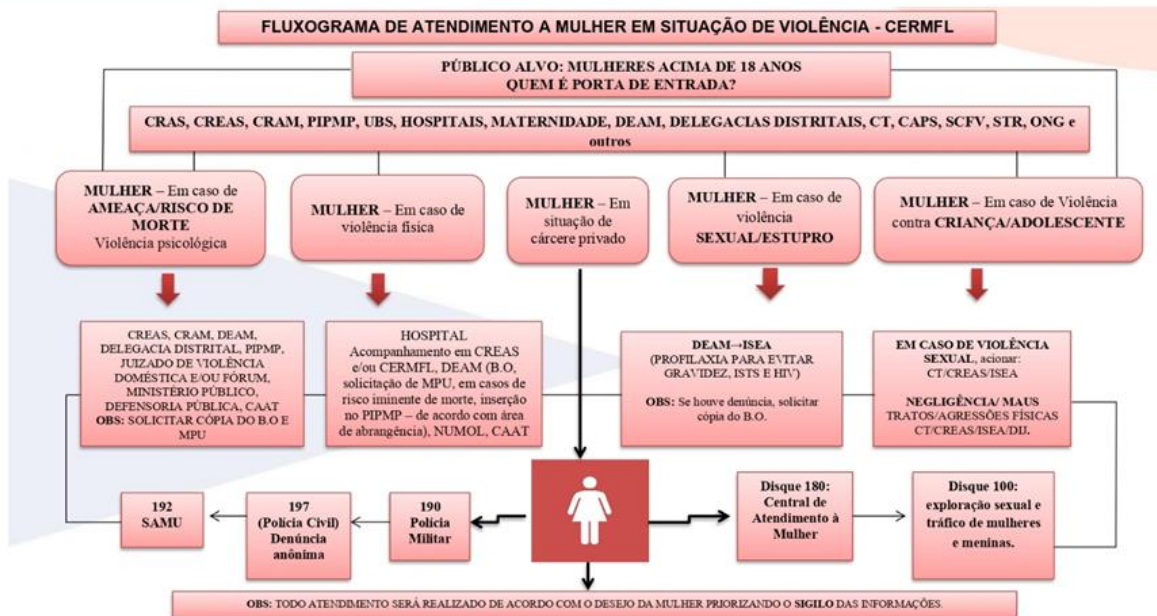 FLUXOGRAMA DE ATENDIMENTO A MULHER EM SITUAÇÃO DE VIOLÊNCIA - CERMFL
PÚBLICO ALVO: MULHERES ACIMA DE 18 ANOS
QUEM É PORTA DE ENTRADA?
CRAS, CREAS, CRAM, PIPMP, UBS, HOSPITAIS, MATERNIDADE, DEAM, DELEGACIAS DISTRITAIS, CT, CAPS, SCFV, STR, ONG e
outros
MULHER – Em caso de
AMEAÇA/RISCO DE
MORTE
Violência psicológica
MULHER – Em caso de
violência física
MULHER – Em
situação de
cárcere privado
MULHER – Em caso de
violência
SEXUAL/ESTUPRO
MULHER – Em caso de Violência
contra CRIANÇA/ADOLESCENTE
CREAS, CRAM, DEAM,
DELEGACIA DISTRITAL, PIPMP,
JUIZADO DE VIOLÊNCIA
DOMÉSTICA E/OU FÓRUM,
MINISTÉRIO PÚBLICO,
DEFENSORIA PÚBLICA, CAAT
OBS: SOLICITAR CÓPIA DO B.O E
MPU
HOSPITAL
Acompanhamento em CREAS
e/ou CERMFL, DEAM (B.O,
solicitação de MPU, em casos de
risco iminente de morte, inserção
no PIPMP – de acordo com área
de abrangência), NUMOL, CAAT
DEAM→ISEA
(PROFILAXIA PARA EVITAR
GRAVIDEZ, ISTS E HIV)
OBS: Se houve denúncia, solicitar
cópia do B.O.
EM CASO DE VIOLÊNCIA
SEXUAL, acionar:
CT/CREAS/ISEA
NEGLIGÊNCIA/ MAUS
TRATOS/AGRESSÕES FÍSICAS
CT/CREAS/ISEA/DIJ.
192
SAMU
197
(Polícia Civil)
Denúncia
anônima
190
Polícia
Militar
Disque 180:
Central de
Atendimento à
Mulher
Disque 100:
exploração sexual e
tráfico de mulheres
e meninas.
OBS: TODO ATENDIMENTO SERÁ REALIZADO DE ACORDO COM O DESEJO DA MULHER PRIORIZANDO O SIGILO DAS INFORMAÇÕES.